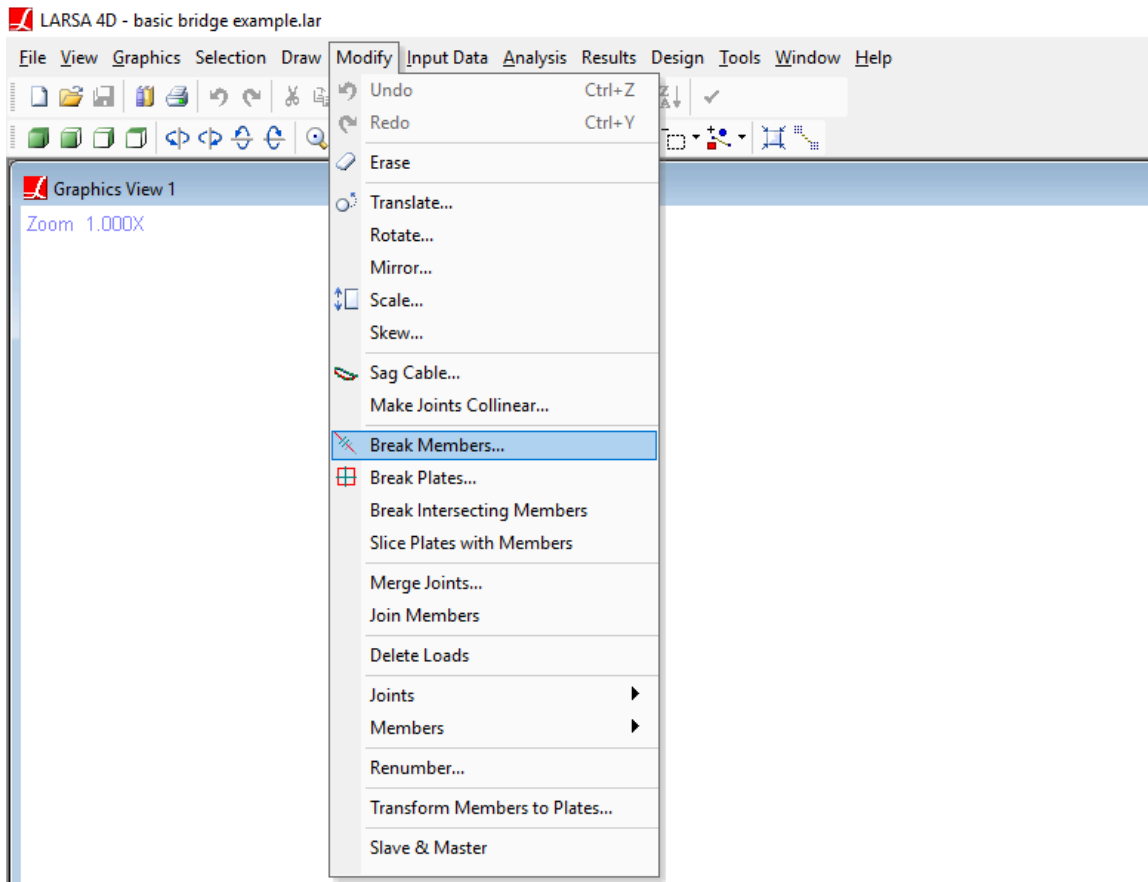 LARSA 4D - basic bridge example.lar
File View Graphics Selection Draw Modify Input Data Analysis Results Design Tools Window Help
Undo Ctrl+Z
Redo Ctrl+Y
Erase
Graphics View 1
Zoom 1.000X
Translate...
Rotate...
Mirror...
Scale...
Skew...
Sag Cable...
Make Joints Collinear...
Break Members...
Break Plates...
Break Intersecting Members
Slice Plates with Members
Merge Joints...
Join Members
Delete Loads
Joints
Members
Renumber...
Transform Members to Plates...
Slave & Master